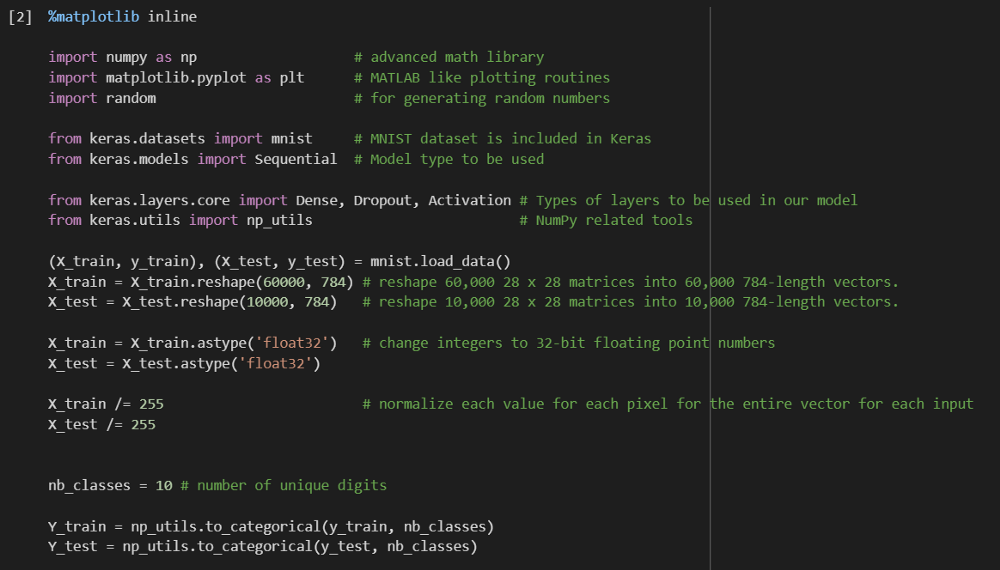 [2] %matplotlib inline
import numpy as np # advanced math library
import matplotlib.pyplot as plt # MATLAB like plotting routines
import random # for generating random numbers
from keras.datasets import mnist # MNIST dataset is included in Keras
from keras.models import Sequential # Model type to be used
from keras.layers.core import Dense, Dropout, Activation # Types of layers to be used in our model
from keras.utils import np_utils # NumPy related tools
(X_train, y_train), (X_test, y_test) = mnist.load_data()
X_train = X_train.reshape(60000, 784) # reshape 60,000 28 x 28 matrices into 60,000 784-length vectors.
X_test = X_test.reshape(10000, 784) # reshape 10,000 28 x 28 matrices into 10,000 784-length vectors.
X_train = X_train.astype('float32') # change integers to 32-bit floating point numbers
X_test = X_test.astype('float32')
X_train /= 255 # normalize each value for each pixel for the entire vector for each input
X_test /= 255
nb_classes = 10 # number of unique digits
Y_train = np_utils.to_categorical(y_train, nb_classes)
Y_test = np_utils.to_categorical(y_test, nb_classes)